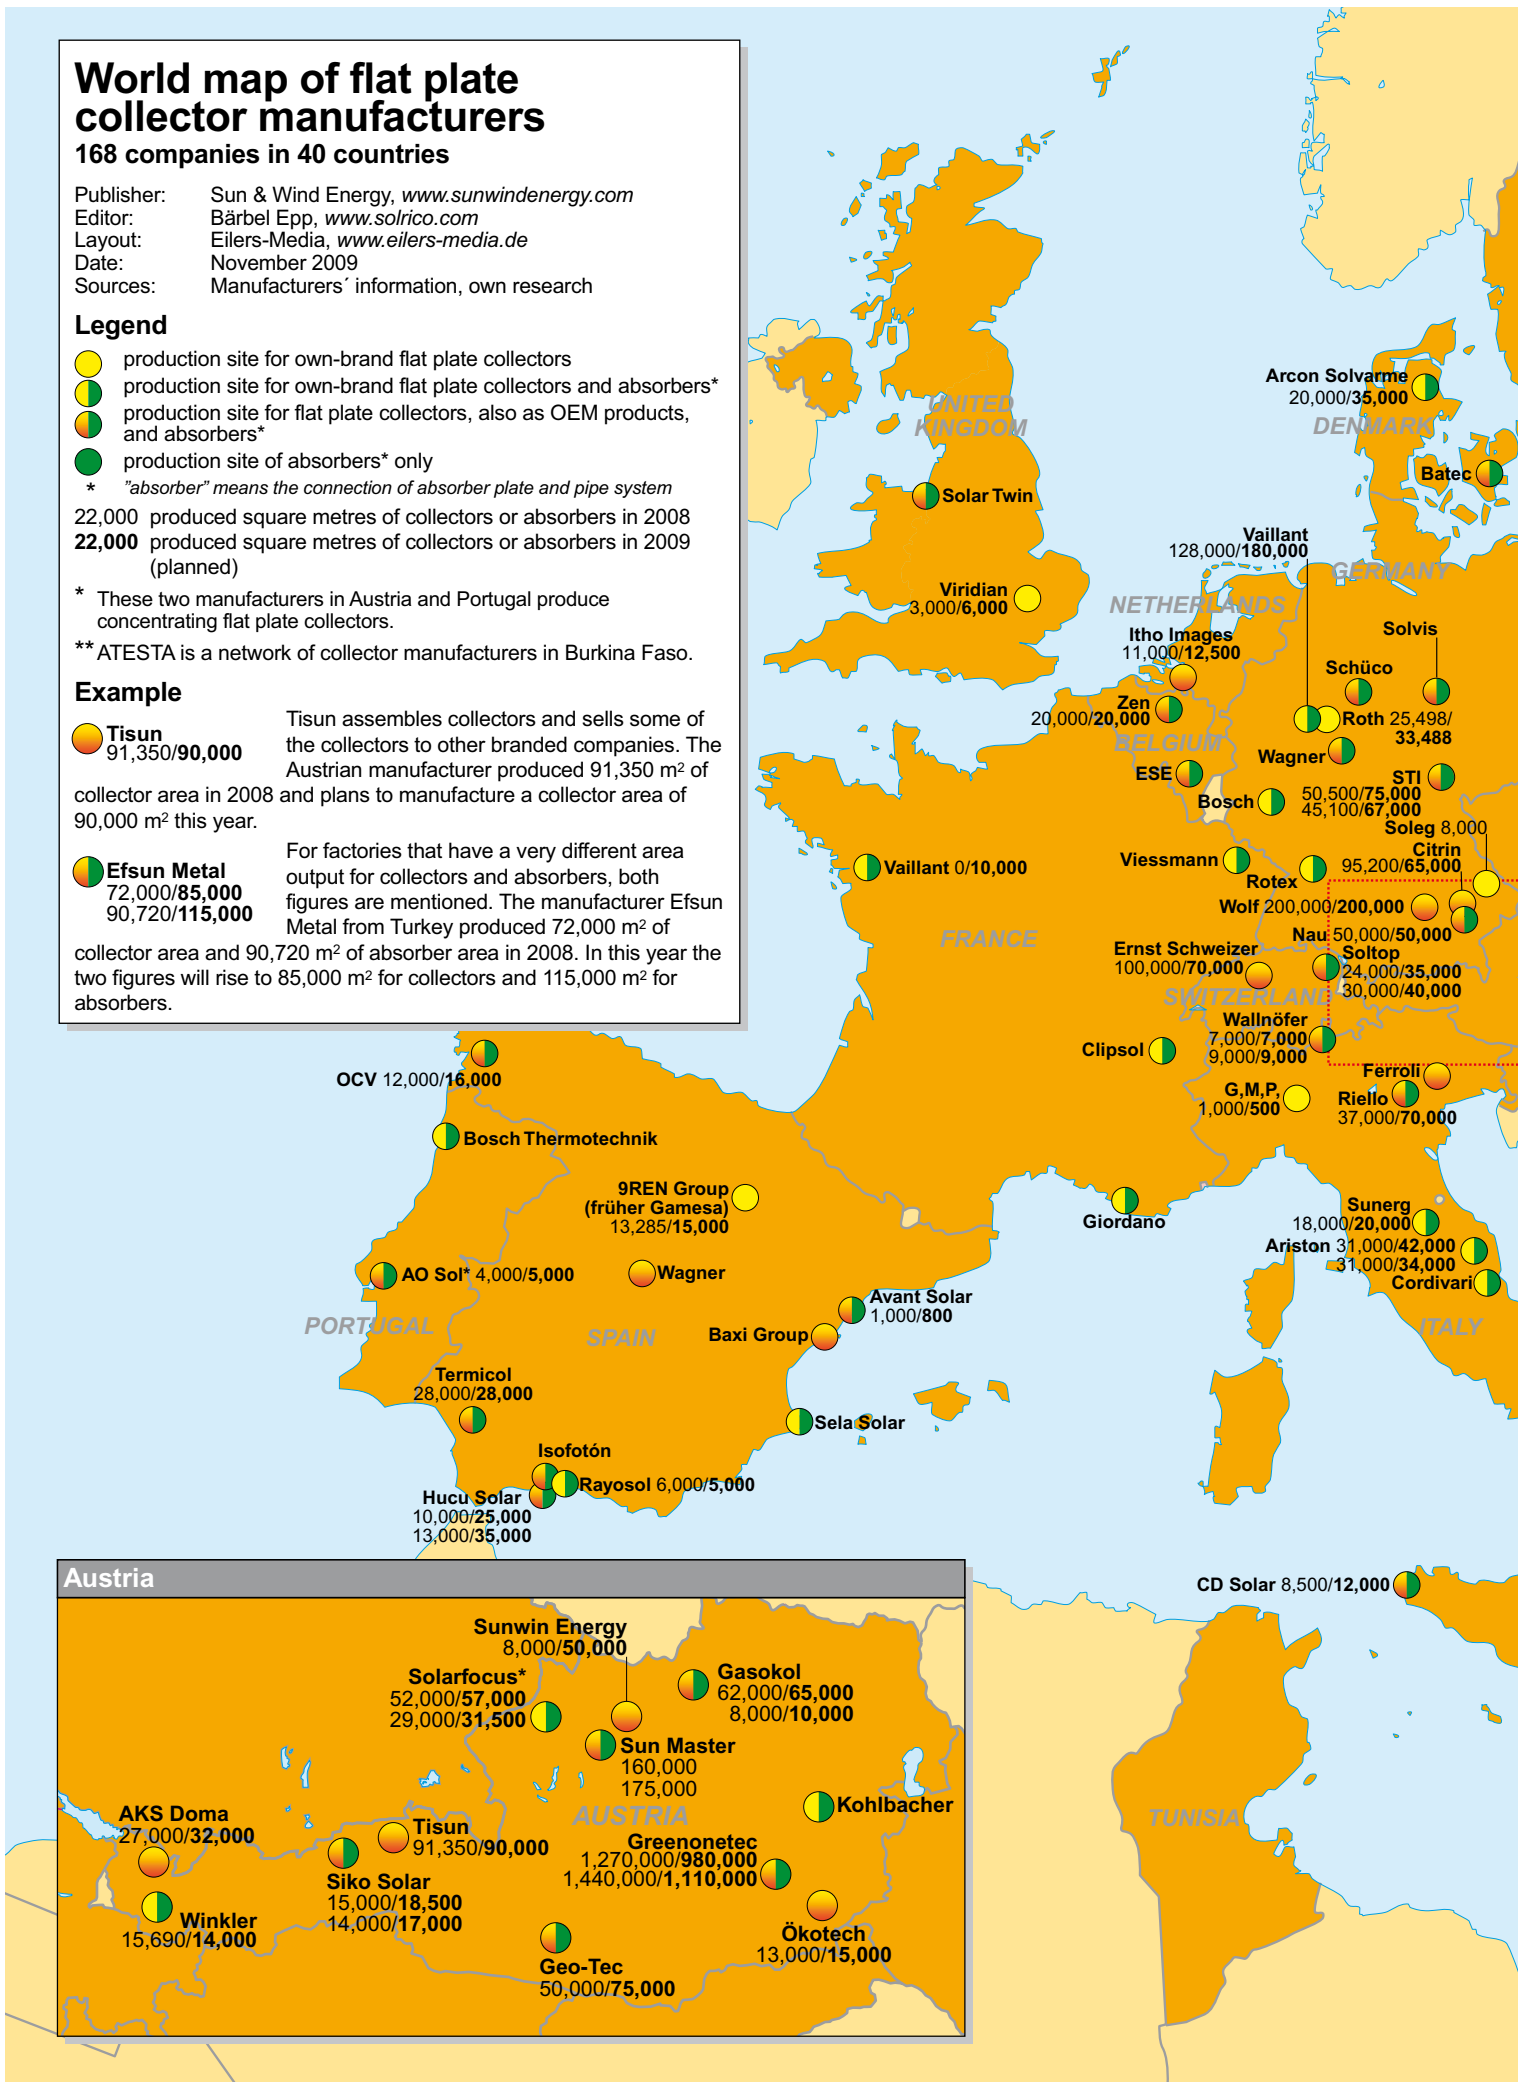 World map of flat plate
collector manufacturers
168 companies in 40 countries
Publisher: Sun & Wind Energy, www.sunwindenergy.com
Editor: Bärbel Epp, www.solrico.com
Layout: Eilers-Media, www.eilers-media.de
Date: November 2009
Sources: Manufacturers´ information, own research
Legend
production site for own-brand flat plate collectors
production site for own-brand flat plate collectors and absorbers*
production site for flat plate collectors, also as OEM products,
and absorbers*
production site of absorbers* only
* ”absorber” means the connection of absorber plate and pipe system
22,000 produced square metres of collectors or absorbers in 2008
22,000 produced square metres of collectors or absorbers in 2009
(planned)
* These two manufacturers in Austria and Portugal produce
concentrating flat plate collectors.
** ATESTA is a network of collector manufacturers in Burkina Faso.
Example
Tisun
91,350/90,000
Tisun assembles collectors and sells some of
the collectors to other branded companies. The
Austrian manufacturer produced 91,350 m² of
collector area in 2008 and plans to manufacture a collector area of
90,000 m² this year.
Efsun Metal
72,000/85,000
90,720/115,000
For factories that have a very different area
output for collectors and absorbers, both
figures are mentioned. The manufacturer Efsun
Metal from Turkey produced 72,000 m² of
collector area and 90,720 m² of absorber area in 2008. In this year the
two figures will rise to 85,000 m² for collectors and 115,000 m² for
absorbers.
UNITED
KINGDOM
Solar Twin
Viridian
3,000/6,000
Arcon Solvarme
20,000/35,000
DENMARK
Batec
Vaillant
128,000/180,000
GERMANY
NETHERLANDS
Itho Images
11,000/12,500
Solvis
Schüco
Zen
20,000/20,000
BELGIUM
Roth 25,498/
33,488
Wagner
ESE
STI
50,500/75,000
45,100/67,000
Bosch
Soleg 8,000
Citrin
95,200/65,000
Viessmann
Vaillant 0/10,000
Rotex
Wolf 200,000/200,000
Nau 50,000/50,000
FRANCE
Ernst Schweizer
100,000/70,000
Soltop
24,000/35,000
30,000/40,000
SWITZERLAND
Wallnöfer
7,000/7,000
9,000/9,000
Clipsol
Ferroli
G,M,P,
1,000/500
Riello
37,000/70,000
OCV 12,000/16,000
Bosch Thermotechnik
9REN Group
(früher Gamesa)
13,285/15,000
Giordano
Sunerg
18,000/20,000
Ariston 31,000/42,000
31,000/34,000
Cordivari
ITALY
AO Sol* 4,000/5,000
Wagner
PORTUGAL
SPAIN
Avant Solar
1,000/800
Baxi Group
Termicol
28,000/28,000
Sela Solar
Isofotón
Rayosol 6,000/5,000
Hucu Solar
10,000/25,000
13,000/35,000
CD Solar 8,500/12,000
TUNISIA
Austria
Sunwin Energy
8,000/50,000
Solarfocus*
52,000/57,000
29,000/31,500
Gasokol
62,000/65,000
8,000/10,000
Sun Master
160,000
175,000
AUSTRIA
Kohlbacher
AKS Doma
27,000/32,000
Tisun
91,350/90,000
Greenonetec
1,270,000/980,000
1,440,000/1,110,000
Siko Solar
15,000/18,500
14,000/17,000
Winkler
15,690/14,000
Ökotech
13,000/15,000
Geo-Tec
50,000/75,000